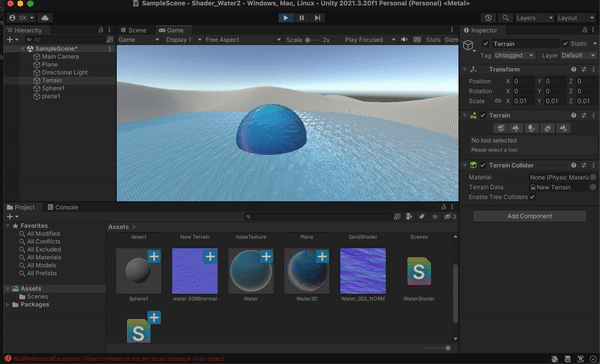 SampleScene - Shader_Water2 - Windows, Mac, Linux - Unity 2021.3.20f1 Personal (Personal) <Metal>
SK
Layers
Layout
Hierarchy
All
SampleScene*
Main Camera
Plane
Directional Light
Terrain
Sphere1
plane1
Scene
Game
Game
Display 1
Free Aspect
Scale
2x
Play Focused
Stats
Gizm
Inspector
Terrain
Static
Tag
Untagged
Layer
Default
Transform
Position
X 0
Y 0
Z 0
Rotation
X 0
Y 0
Z 0
Scale
X 0.01
Y 0.01
Z 0.01
Terrain
No tool selected
Please select a tool
Terrain Collider
Material
None (Physic Materia
Terrain Data
New Terrain
Enable Tree Colliders
Add Component
Project
Console
Favorites
All Modified
All Conflicts
All Excluded
All Materials
All Models
All Prefabs
Assets
Scenes
Packages
Assets
desert
New Terrain
noiseTexture
Plane
SandShader
Scenes
Sphere1
water 0399normal
Water
Water3D
Water_002_NORM
WaterShader
NullReferenceException: Object reference not set to an instance of an object